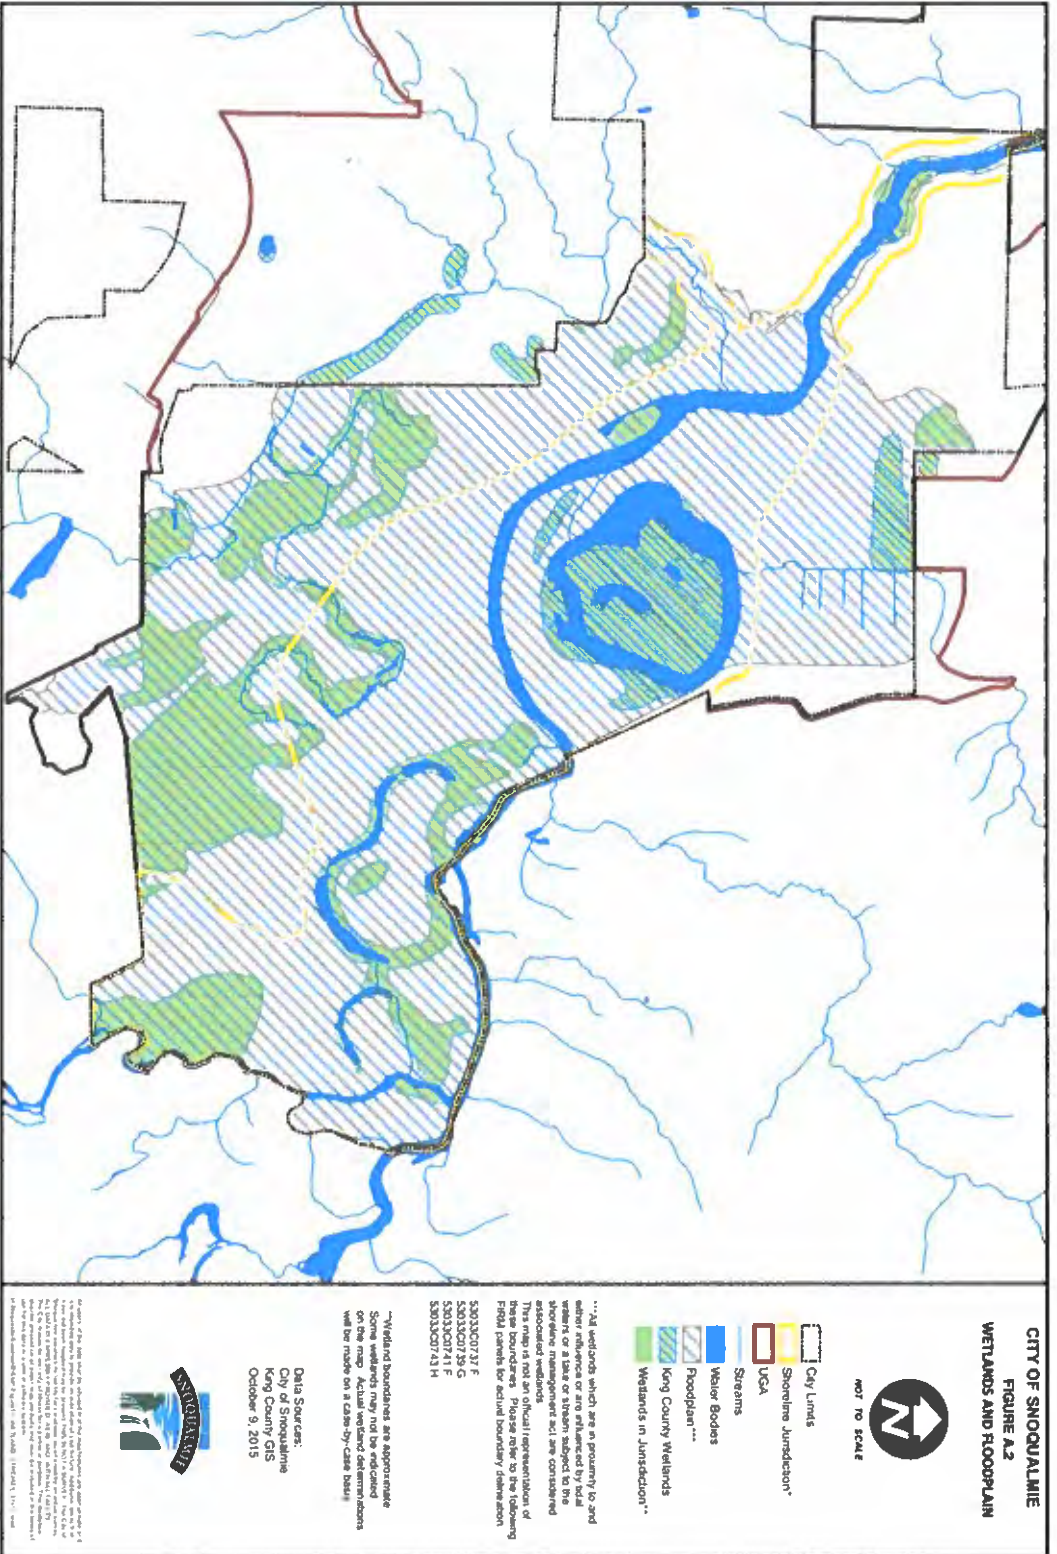 CITY OF SNOQUALMIE
FIGURE A.2
WETLANDS AND FLOODPLAIN
N
NOT TO SCALE
City Limits
Shoreline Jurisdiction*
UGA
Streams
Water Bodies
Floodplain***
King County Wetlands
Wetlands in Jurisdiction**
***All wetlands which are in proximity to and
either influence or are influenced by tidal
waters or a lake or stream subject to the
shoreline management act are considered
associated wetlands
This map is not an official representation of
these boundaries. Please refer to the following
FIRM panels for actual boundary delineation
53033C0737 F
53033C0739 G
53033C0741 F
53033C0743 H
**Wetland boundaries are approximate
Some wetlands may not be indicated
on the map. Actual wetland determinations
will be made on a case-by-case basis
Data Sources:
City of Snoqualmie
King County GIS
October 9, 2015
SNOQUALMIE